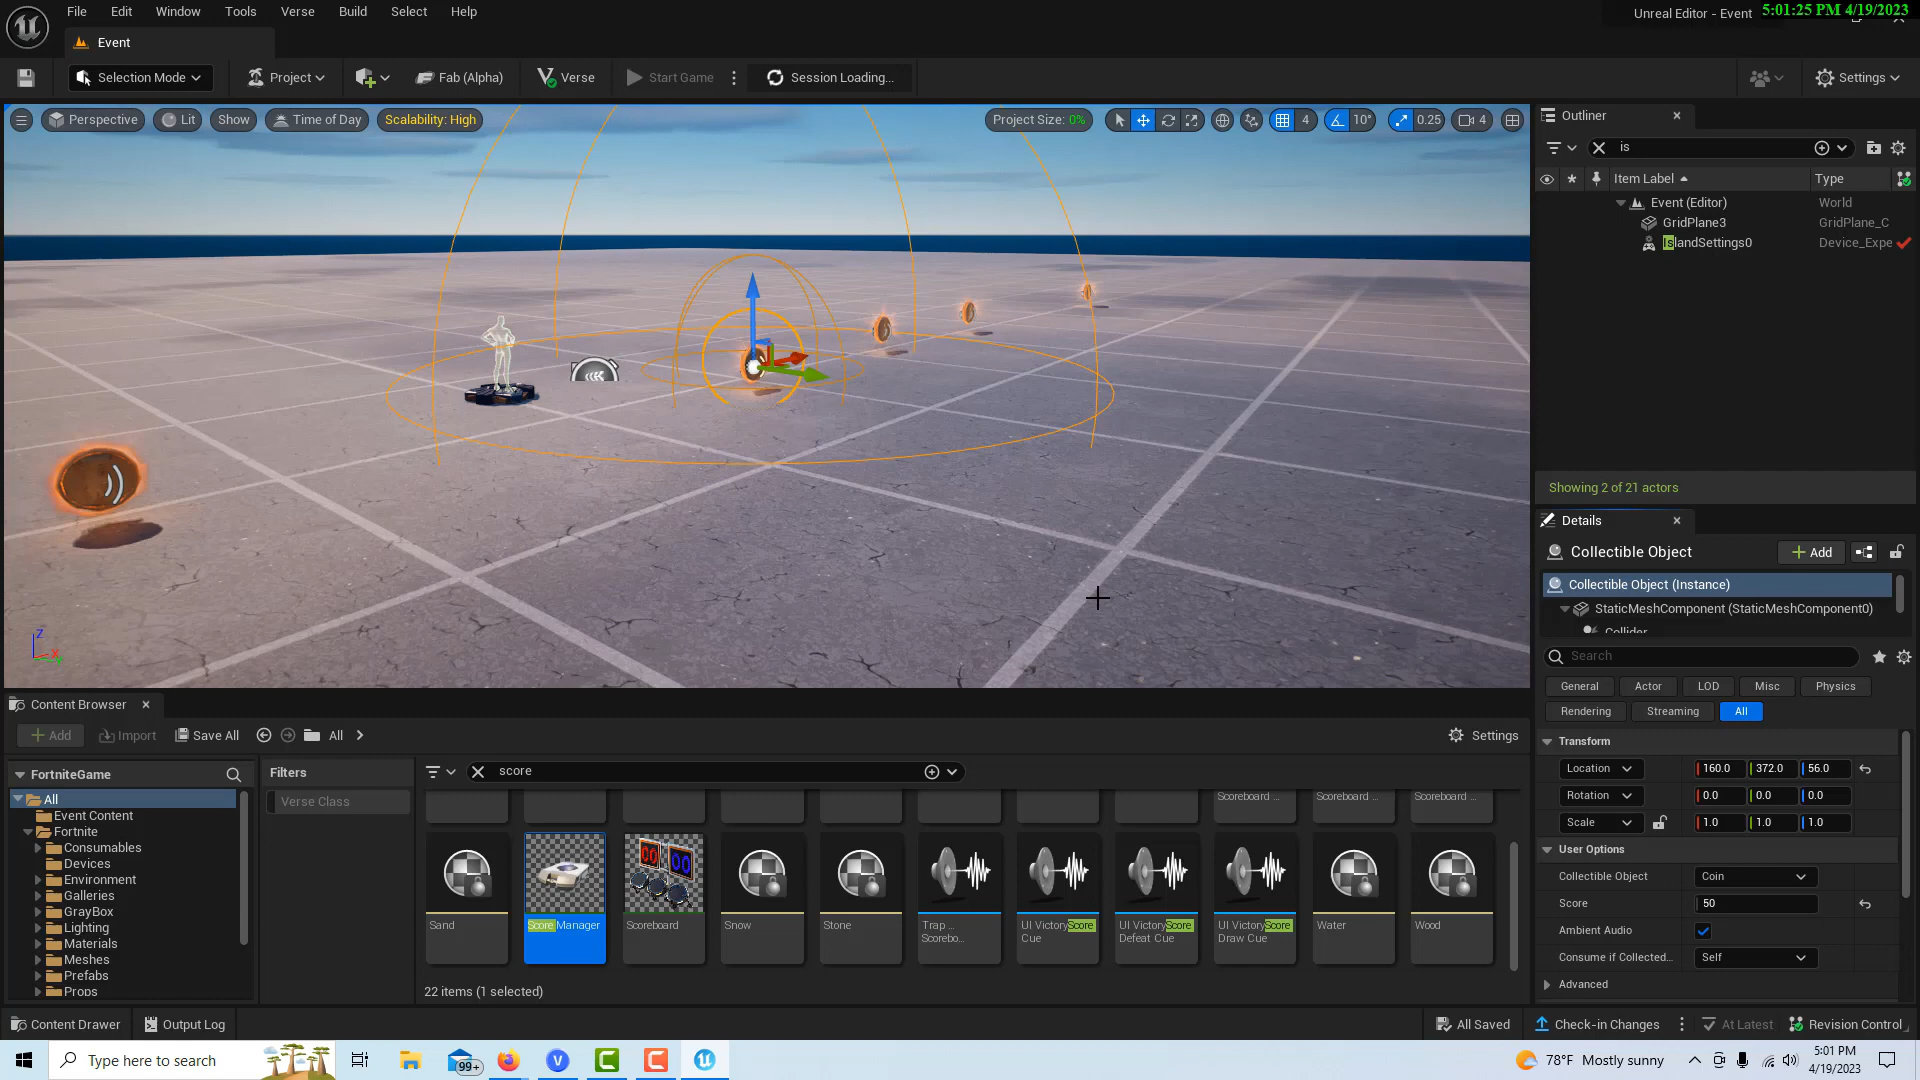 File Edit Window Tools Verse Build Select Help
Unreal Editor - Event
5:01:25 PM 4/19/2023
Event
Selection Mode
Project
Fab (Alpha)
Verse
Start Game
Session Loading...
Settings
Perspective
Lit
Show
Time of Day
Scalability: High
Project Size: 0%
4
10°
0.25
4
Outliner
is
Item Label
Type
Event (Editor)
World
GridPlane3
GridPlane_C
IslandSettings0
Device_Expe
Showing 2 of 21 actors
Details
Collectible Object
Add
Collectible Object (Instance)
StaticMeshComponent (StaticMeshComponent0)
Collider
Search
General
Actor
LOD
Misc
Physics
Rendering
Streaming
All
Transform
Location
160.0
372.0
56.0
Rotation
0.0
0.0
0.0
Scale
1.0
1.0
1.0
User Options
Collectible Object
Coin
Score
50
Ambient Audio
Consume if Collected...
Self
Advanced
Z
X
Y
Content Browser
Add
Import
Save All
All
Settings
FortniteGame
All
Event Content
Fortnite
Consumables
Devices
Environment
Galleries
GrayBox
Lighting
Materials
Meshes
Prefabs
Props
Filters
Verse Class
score
Scoreboard ...
Scoreboard ...
Scoreboard ...
Sand
Score Manager
Scoreboard
Snow
Stone
Trap ...
Scorebo...
UI VictoryScore
Cue
UI VictoryScore
Defeat Cue
UI VictoryScore
Draw Cue
Water
Wood
22 items (1 selected)
Content Drawer
Output Log
All Saved
Check-in Changes
At Latest
Revision Control
Type here to search
99+
78°F Mostly sunny
5:01 PM
4/19/2023